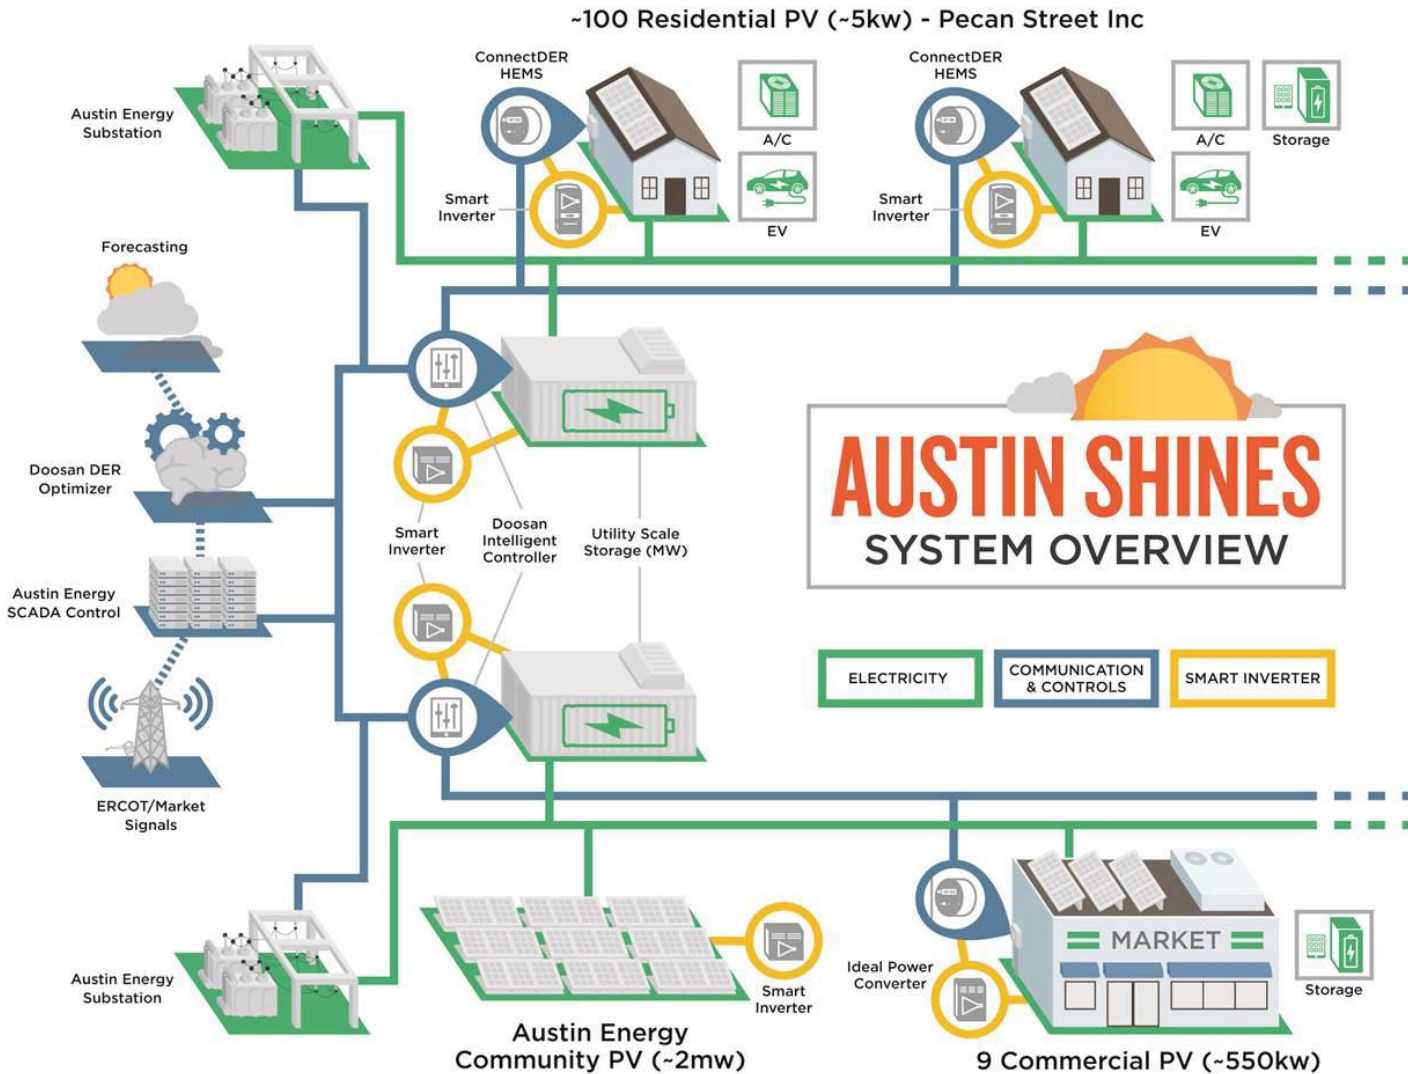 ~100 Residential PV (~5kw) - Pecan Street Inc
ConnectDER
HEMS
ConnectDER
HEMS
Austin Energy
Substation
A/C
A/C
Storage
Smart
Inverter
Smart
Inverter
EV
EV
Forecasting
AUSTIN SHINES
SYSTEM OVERVIEW
Doosan DER
Optimizer
Smart
Inverter
Doosan
Intelligent
Controller
Utility Scale
Storage (MW)
Austin Energy
SCADA Control
ELECTRICITY
COMMUNICATION
& CONTROLS
SMART INVERTER
ERCOT/Market
Signals
MARKET
Austin Energy
Substation
Smart
Inverter
Ideal Power
Converter
Storage
Austin Energy
Community PV (~2mw)
9 Commercial PV (~550kw)